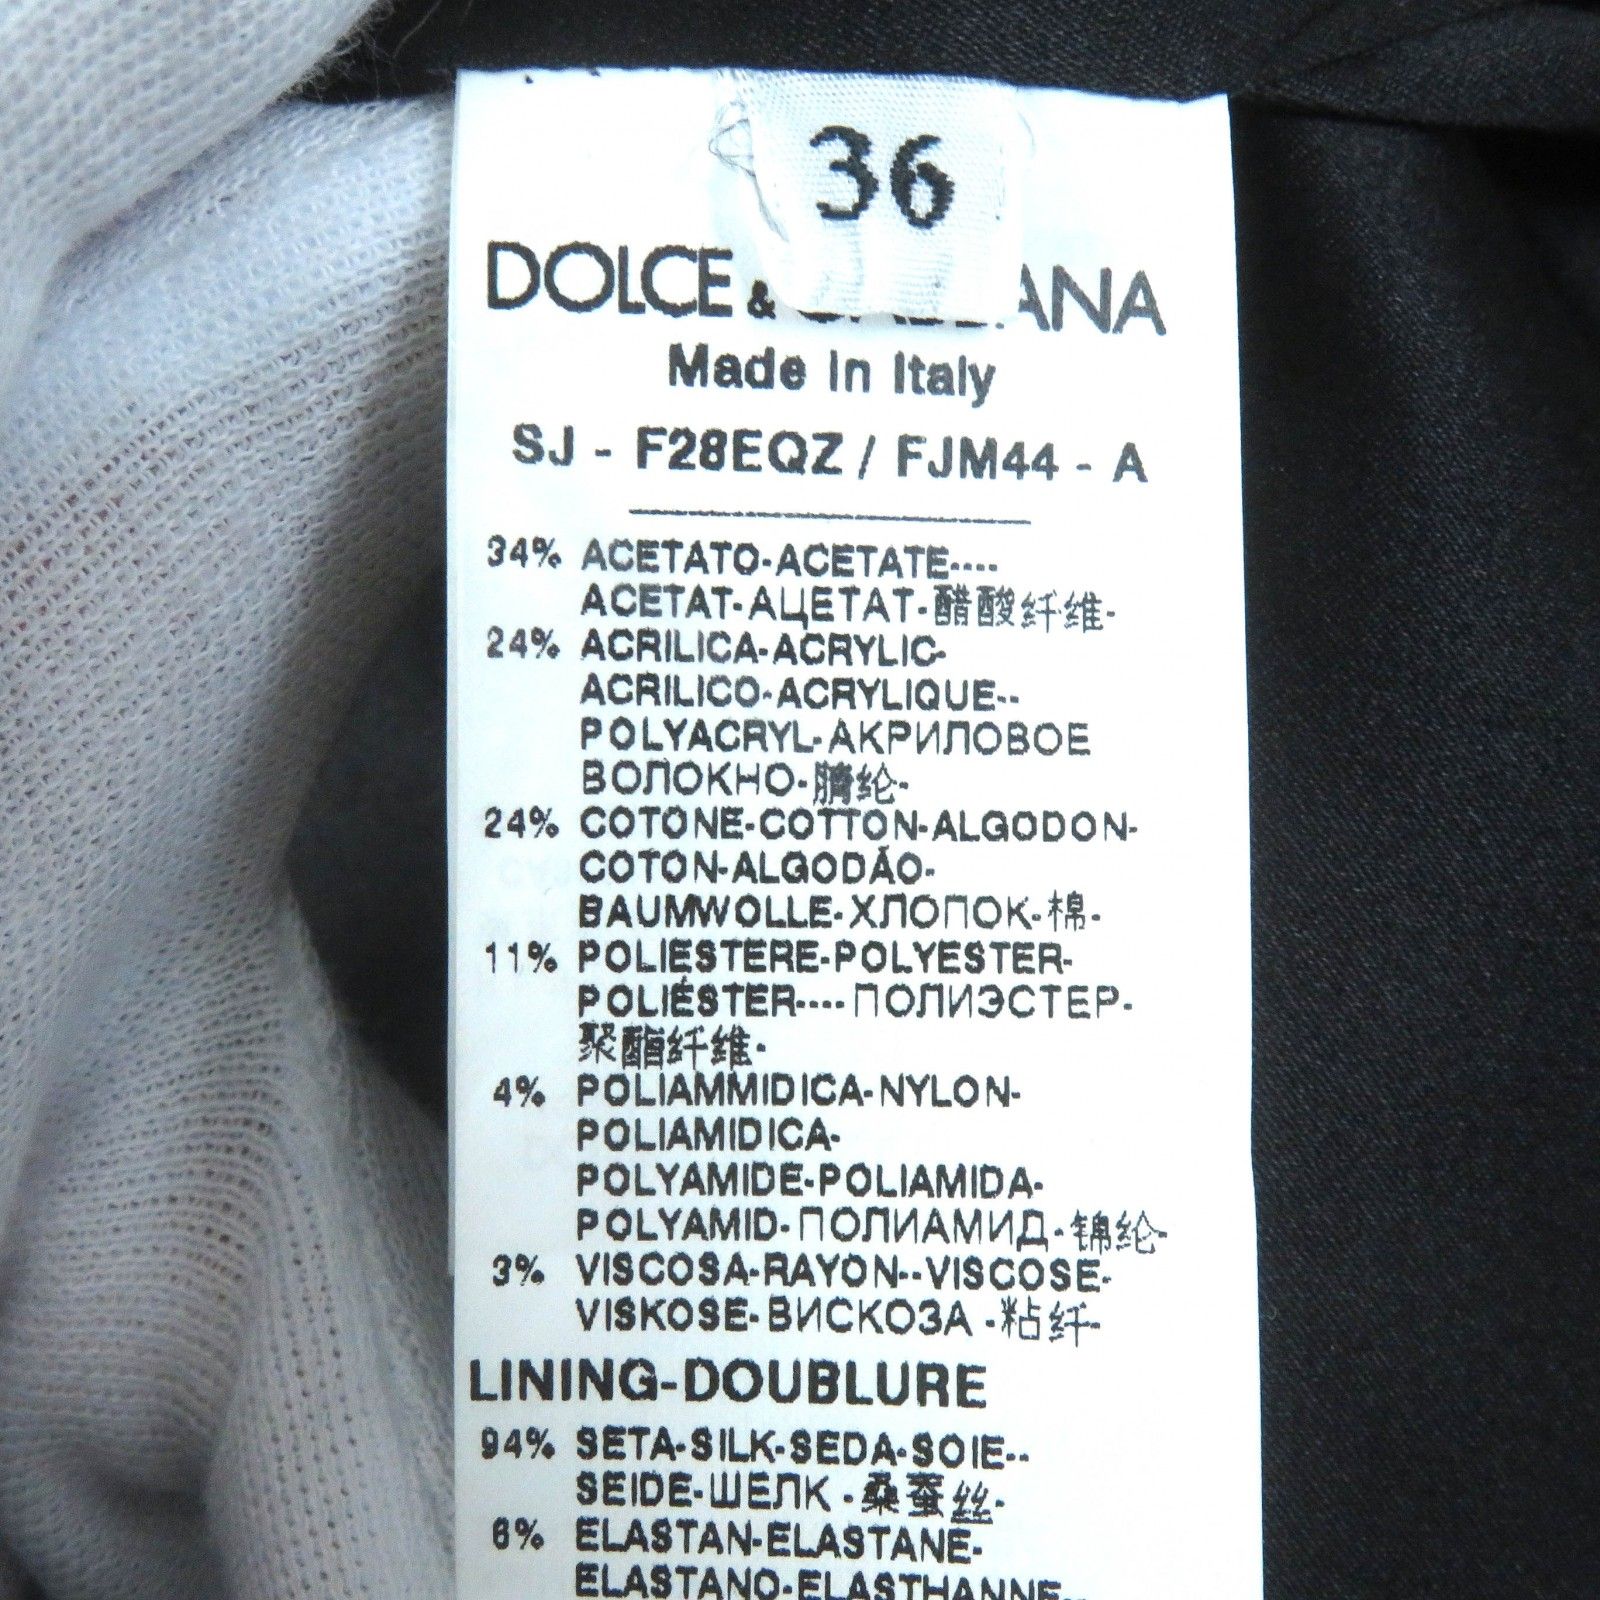 36
DOLCE &
Made in Italy
SJ - F28EQZ / FJM44 - A
34% ACETATO-ACETATE----
ACETAT-АЦЕТАТ-醋酸纤维-
24% ACRILICA-ACRYLIC-
ACRILICO-ACRYLIQUE--
POLYACRYL-АКРИЛОВОЕ
ВОЛОКНО-腈纶-
24% COTONE-COTTON-ALGODON-
COTON-ALGODÃO-
BAUMWOLLE-ХЛОПОК-棉-
11% POLIESTERE-POLYESTER-
POLIÉSTER----ПОЛИЭСТЕР-
聚酯纤维-
4% POLIAMMIDICA-NYLON-
POLIAMIDICA-
POLYAMIDE-POLIAMIDA-
POLYAMID-ПОЛИАМИД-锦纶-
3% VISCOSA-RAYON--VISCOSE-
VISKOSE-ВИСКОЗА -粘纤-
LINING-DOUBLURE
94% SETA-SILK-SEDA-SOIE--
SEIDE-ШЕЛК -桑蚕丝-
6% ELASTAN-ELASTANE-
ELASTANO-ELASTHANNE--